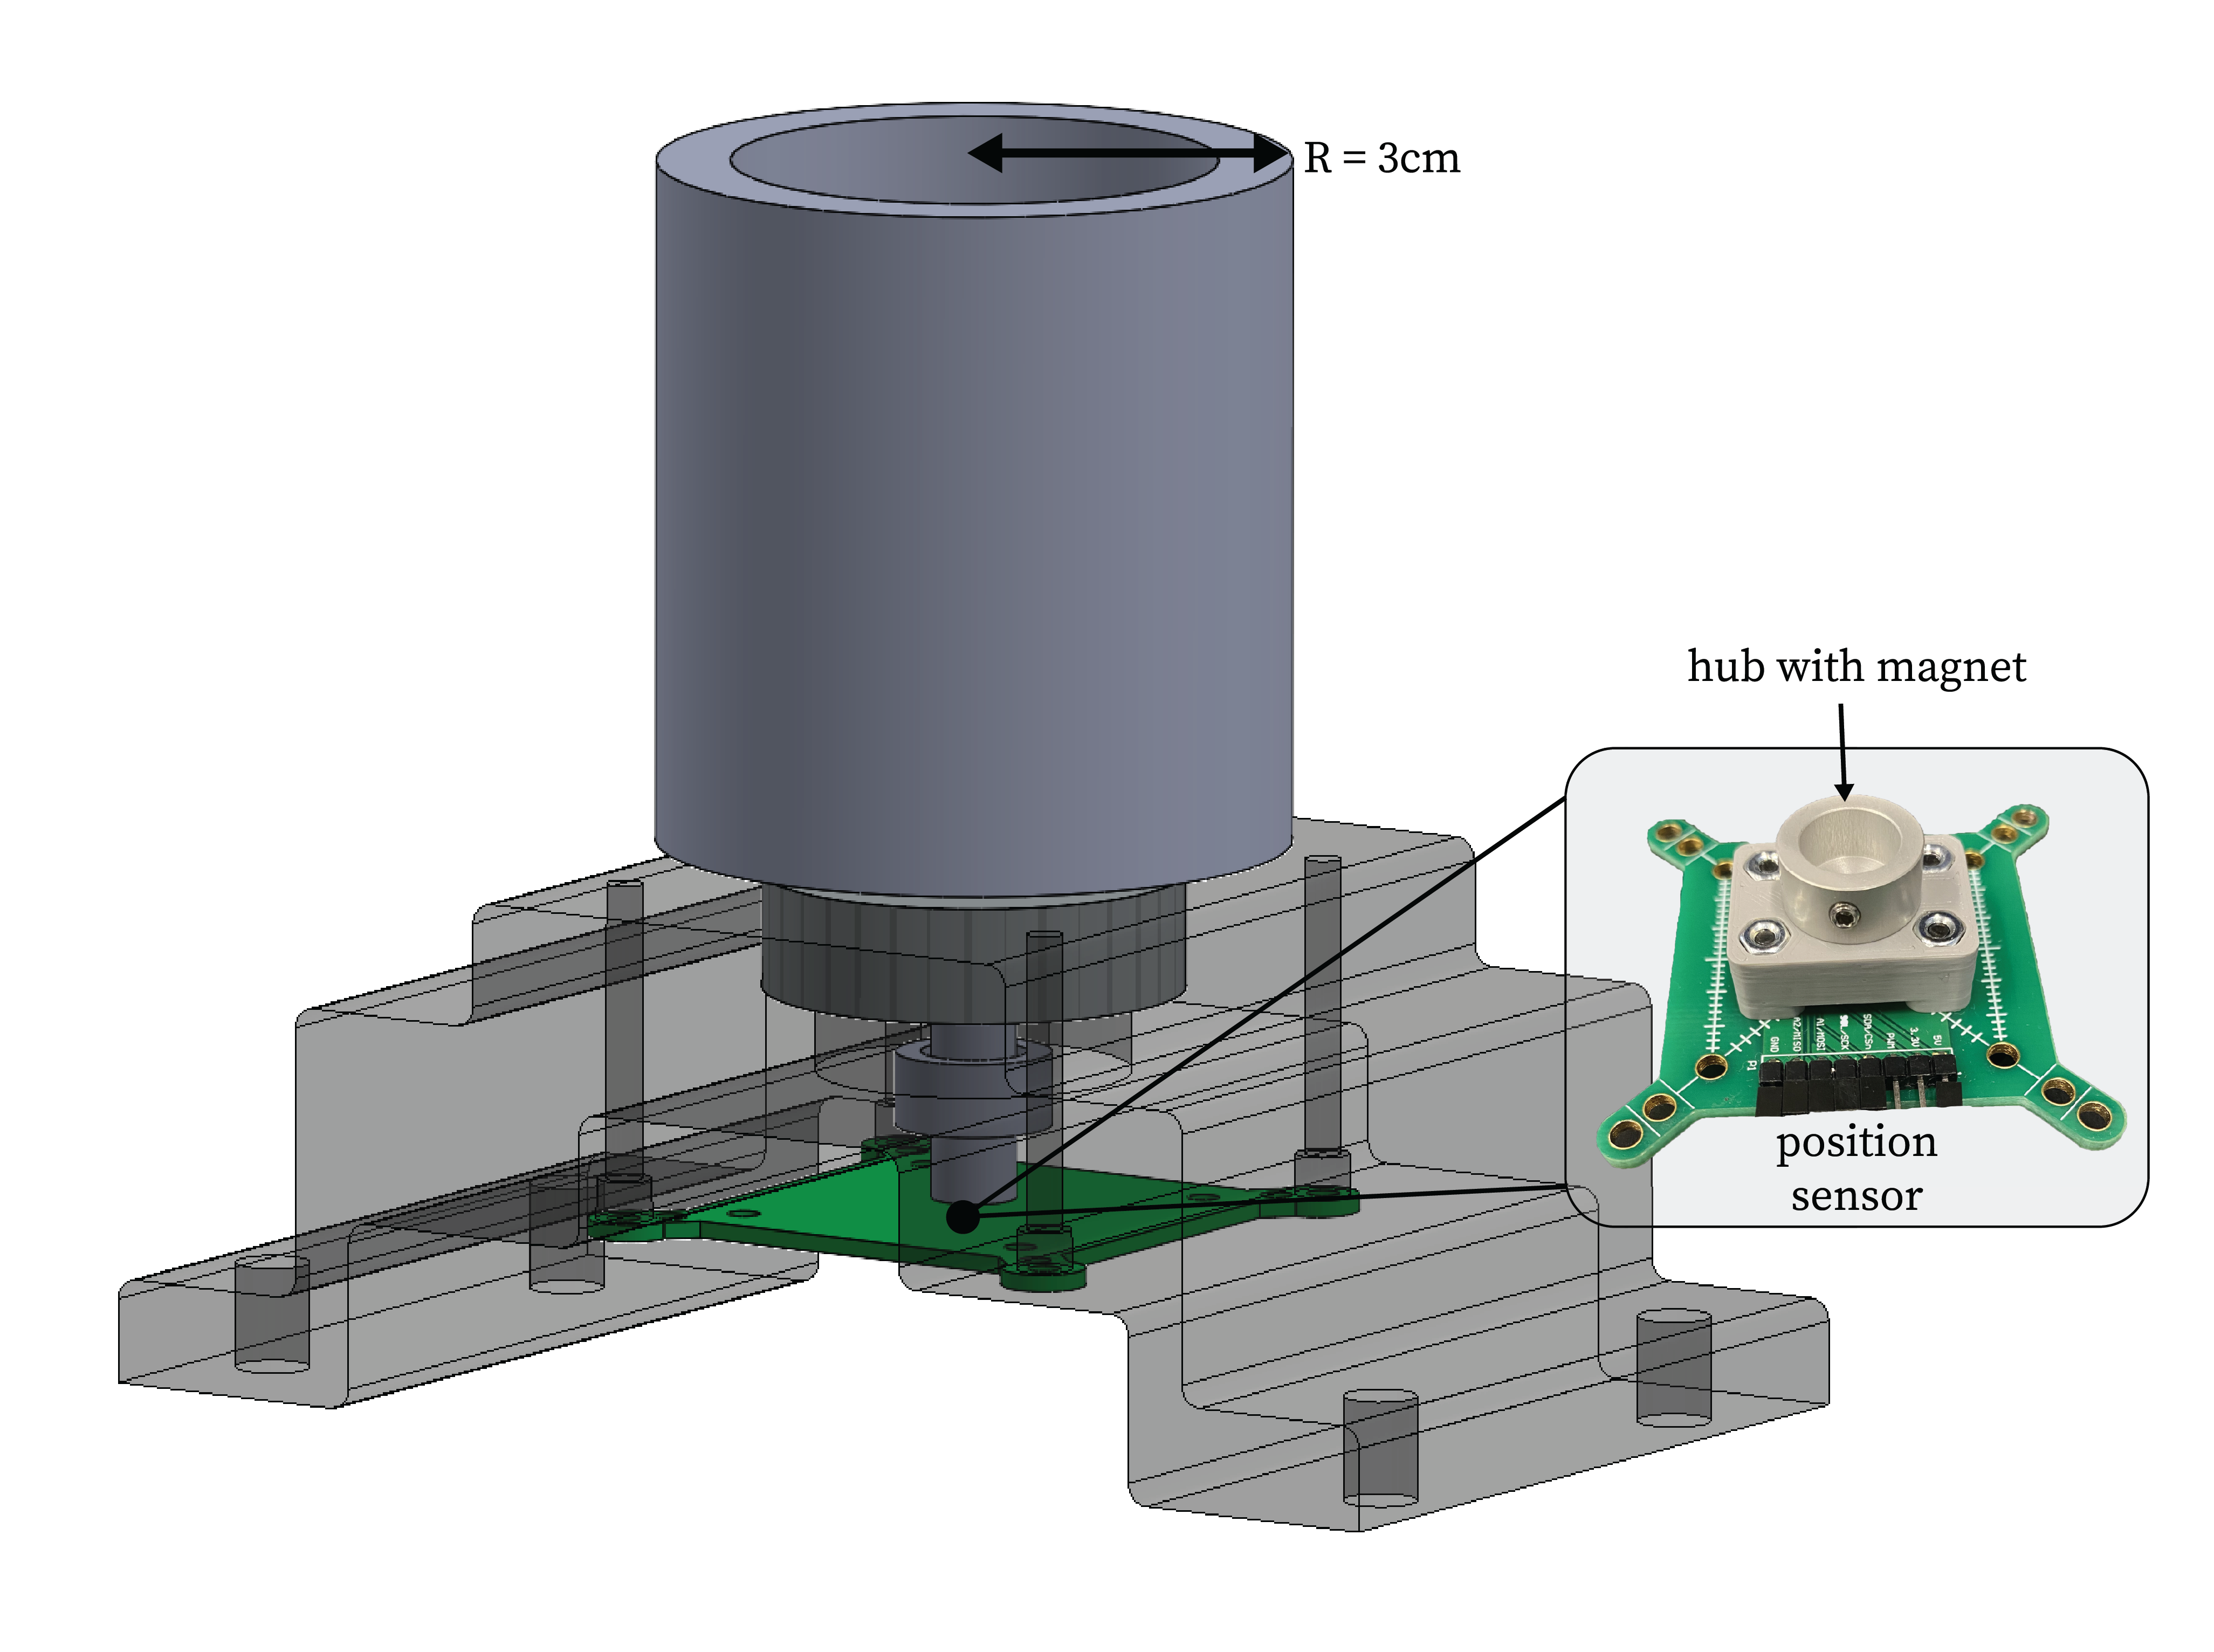 R = 3cm
hub with magnet
GND
A2/MISO
A1/MOSI
SCL/SCK
SDA/CSn
PWM
3.3V
5V
P1
position
sensor